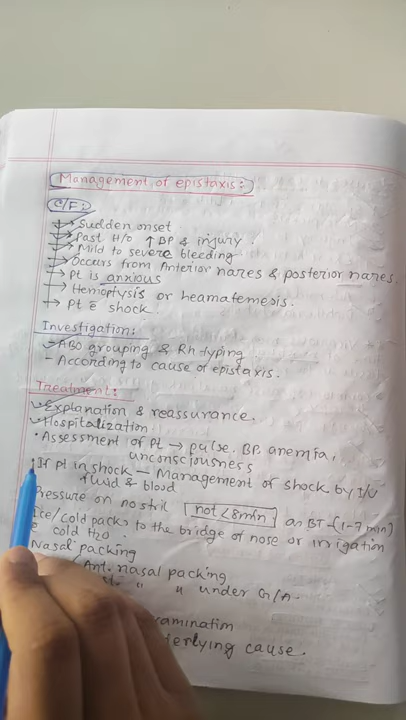 Management of epistaxis:
C/F:
→ Sudden onset
→ Past H/o ↑ BP & injury.
→ Mild to severe bleeding
→ Occurs from Anterior nares & posterior nares.
→ Pt is anxious
→ Hemoptysis or heamatemesis.
→ Pt c̄ shock.
Investigation:
- ABO grouping & Rh typing
- According to cause of epistaxis.
Treatment:
Explanation & reassurance.
Hospitalization
• Assessment of Pt → pulse. BP. anemia,
unconsciousness
• If pt in shock — Management of shock by I/V
fluid & blood
Pressure on nostril not <8min as BT-(1-7 min)
Ice/cold packs to the bridge of nose or irrigation
c̄ cold H₂O.
Nasal packing
Ant. nasal packing
" " under G/A.
underlying cause.